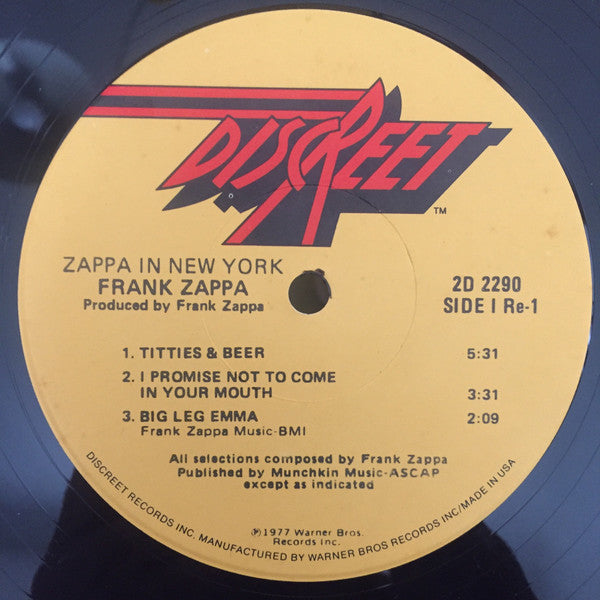 DISCREET
TM
ZAPPA IN NEW YORK
FRANK ZAPPA
Produced by Frank Zappa
2D 2290
SIDE I Re-1
1. TITTIES & BEER 5:31
2. I PROMISE NOT TO COME
IN YOUR MOUTH 3:31
3. BIG LEG EMMA 2:09
Frank Zappa Music-BMI
All selections composed by Frank Zappa
Published by Munchkin Music-ASCAP
except as indicated
℗1977 Warner Bros.
Records Inc.
DISCREET RECORDS INC. MANUFACTURED BY WARNER BROS RECORDS INC/MADE IN USA